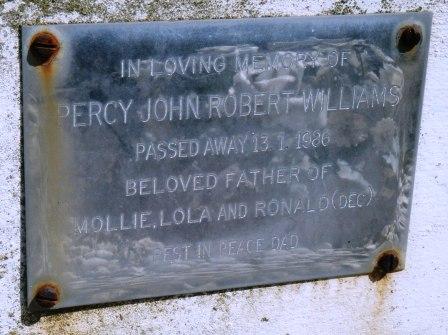 IN LOVING MEMORY OF
PERCY JOHN ROBERT WILLIAMS
PASSED AWAY 13.1.1986
BELOVED FATHER OF
MOLLIE, LOLA AND RONALD (DEC)
REST IN PEACE DAD